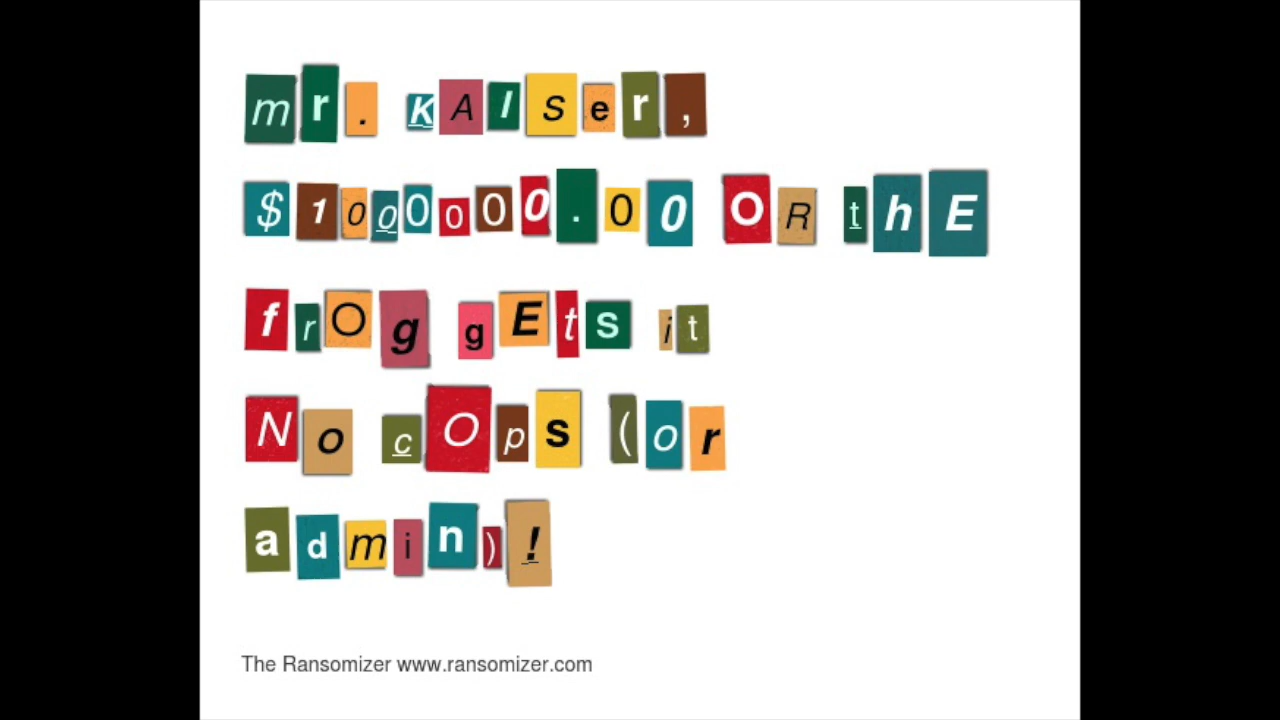 mr. KAISer,
$1000000.00 OR thE
frOg gEts it
No cOps (or
admin)!
The Ransomizer www.ransomizer.com